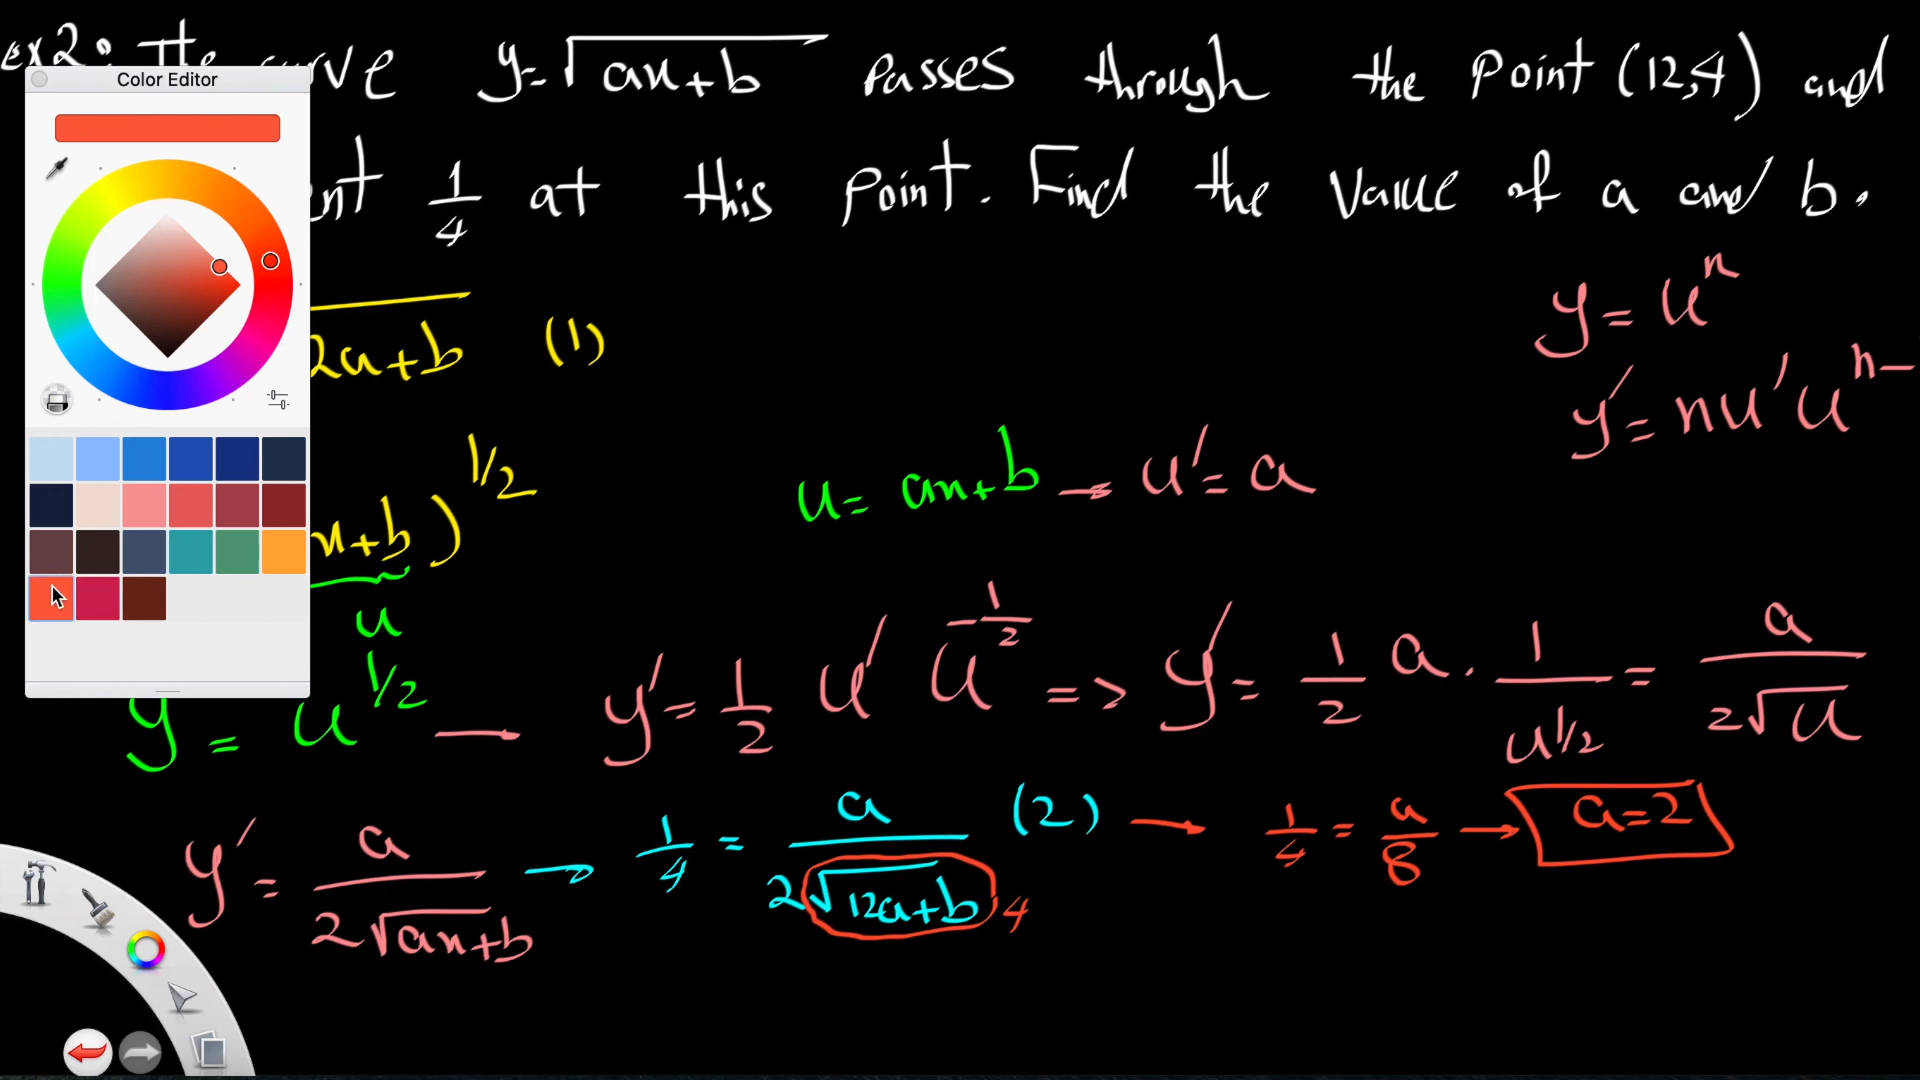 ex2: The curve y=√(ax+b) passes through the point (12,4) and
nt 1/4 at this point. Find the value of a and b.
Color Editor
y = u^n
2a+b (1)
y' = nu'u^n-
x+b)^1/2
u = ax+b → u' = a
u
y = u^1/2 — y' = 1/2 u' u^-1/2 => y' = 1/2 a . 1/u^1/2 = a/2√u
y' = a/2√(ax+b) → 1/4 = a/2√(12a+b) (2) → 1/4 = a/8 → a=2
4